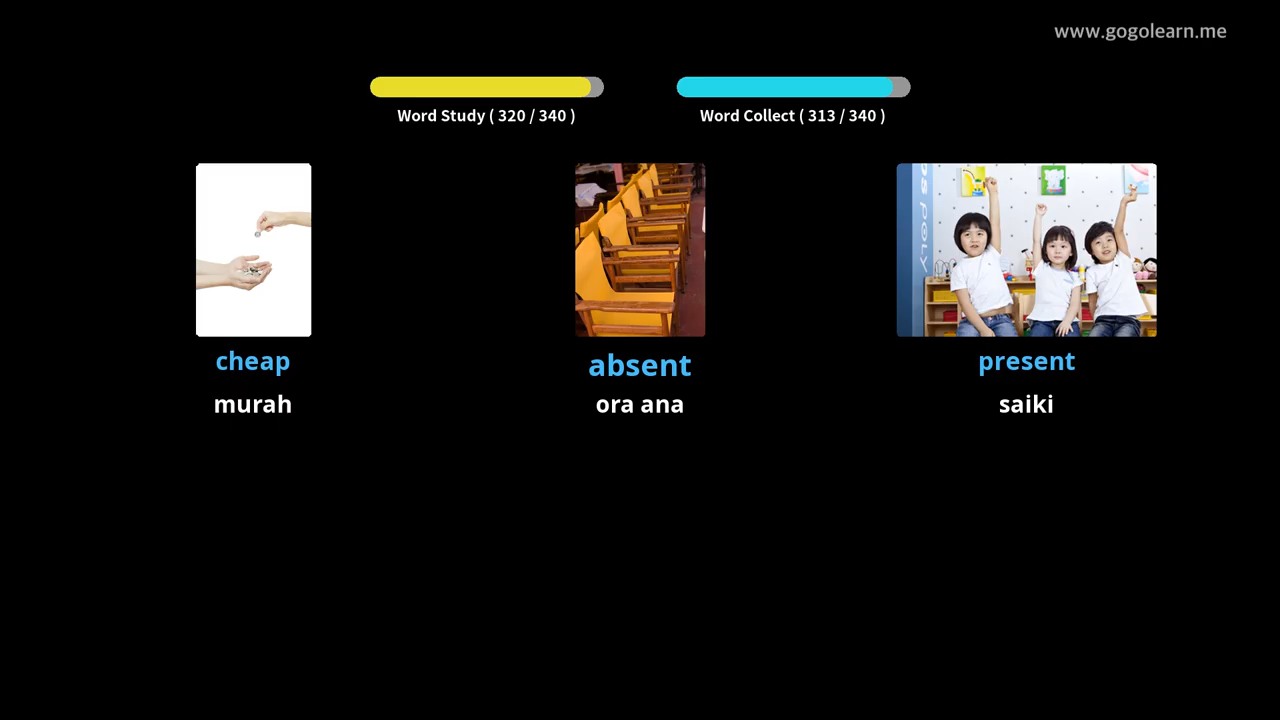 www.gogolearn.me
Word Study ( 320 / 340 )
Word Collect ( 313 / 340 )
cheap
absent
present
murah
ora ana
saiki